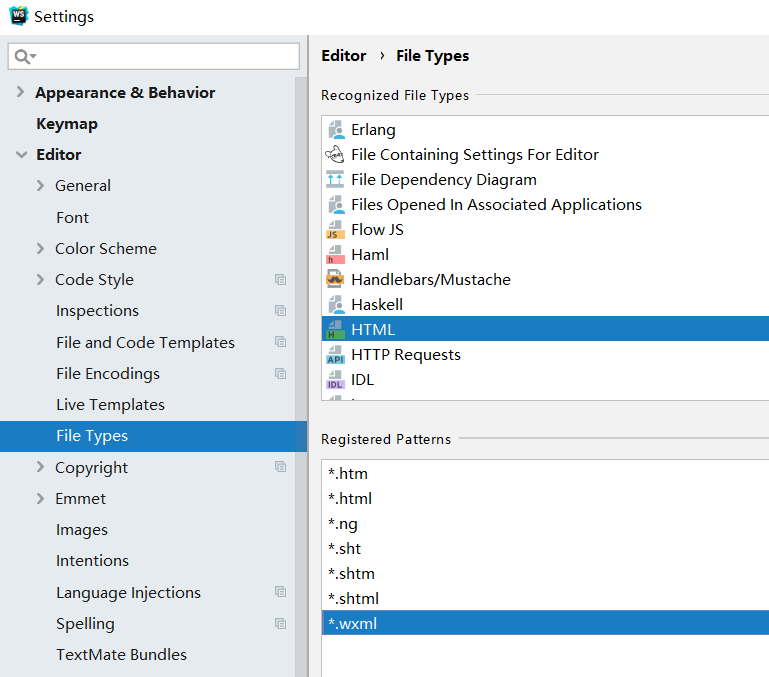 WS Settings
Appearance & Behavior
Keymap
Editor
General
Font
Color Scheme
Code Style
Inspections
File and Code Templates
File Encodings
Live Templates
File Types
Copyright
Emmet
Images
Intentions
Language Injections
Spelling
TextMate Bundles
Editor › File Types
Recognized File Types
Erlang
File Containing Settings For Editor
File Dependency Diagram
Files Opened In Associated Applications
JS Flow JS
h Haml
Handlebars/Mustache
Haskell
H HTML
API HTTP Requests
IDL IDL
Registered Patterns
*.htm
*.html
*.ng
*.sht
*.shtm
*.shtml
*.wxml